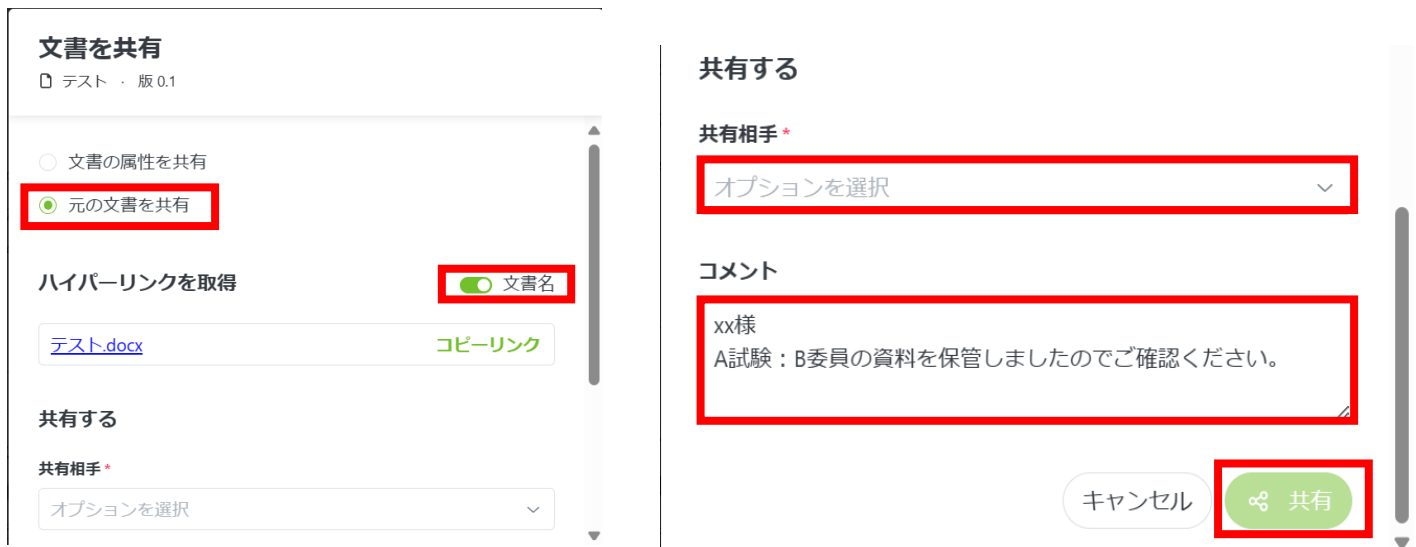 文書を共有
テスト · 版 0.1
文書の属性を共有
元の文書を共有
ハイパーリンクを取得
文書名
テスト.docx
コピーリンク
共有する
共有相手*
オプションを選択
共有する
共有相手*
オプションを選択
コメント
xx様
A試験：B委員の資料を保管しましたのでご確認ください。
キャンセル
共有